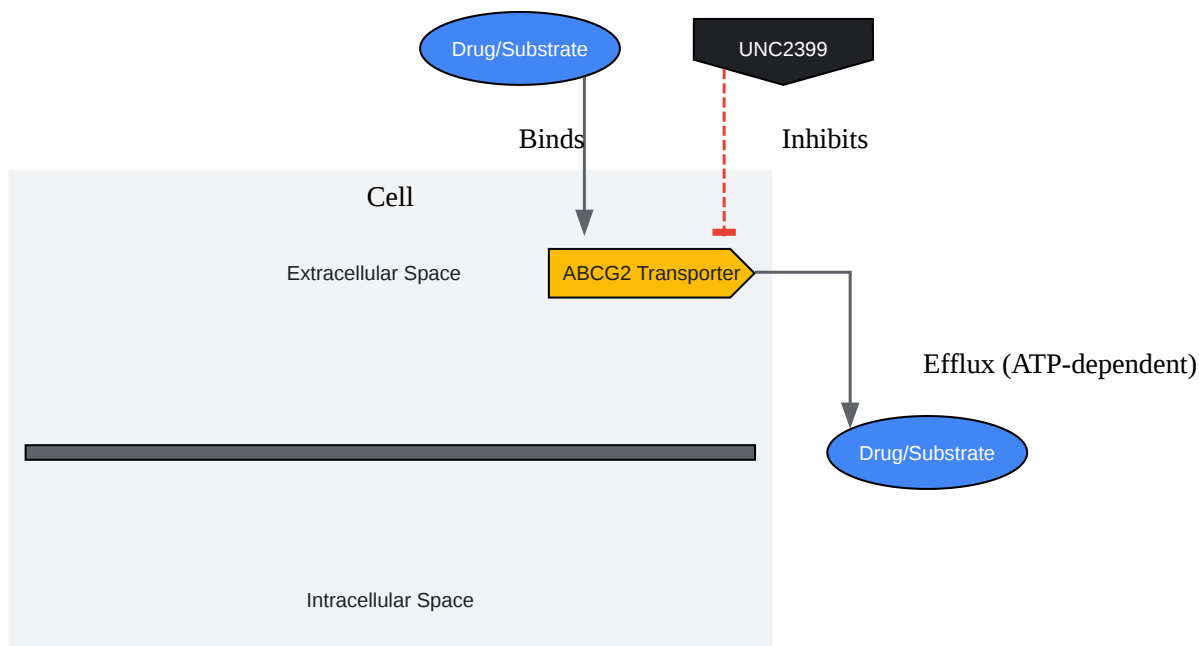 Drug/Substrate
UNC2399
Binds
Inhibits
Cell
Extracellular Space
ABCG2 Transporter
Efflux (ATP-dependent)
Drug/Substrate
Intracellular Space